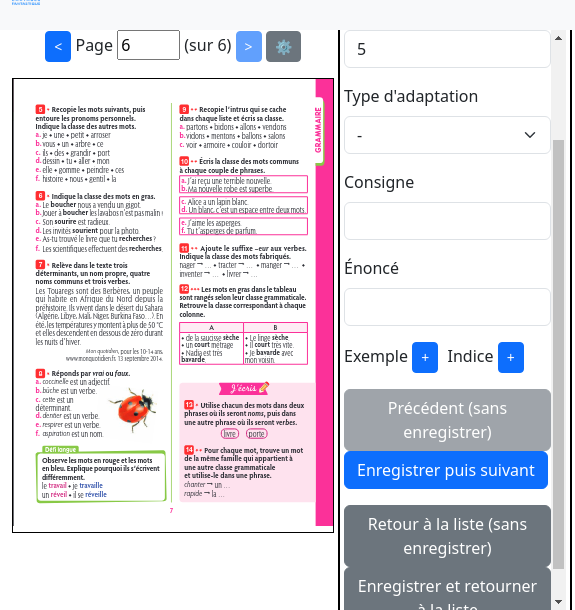 < Page 6 (sur 6) > ⚙️
GRAMMAIRE
5 • Recopie les mots suivants, puis
entoure les pronoms personnels.
Indique la classe des autres mots.
a. je • une • petit • arroser
b. vous • un • arbre • ce
c. ils • des • grandir • port
d. dessin • tu • aller • mon
e. elle • gomme • peindre • ces
f. histoire • nous • gentil • la
6 • Indique la classe des mots en gras.
a. Le boucher nous a vendu un gigot.
b. Jouer à boucher les lavabos n'est pas malin !
c. Son sourire est radieux.
d. Les invités souriront pour la photo.
e. As-tu trouvé le livre que tu recherches ?
f. Les scientifiques effectuent des recherches.
7 • Relève dans le texte trois
déterminants, un nom propre, quatre
noms communs et trois verbes.
Les Touaregs sont des Berbères, un peuple
qui habite en Afrique du Nord depuis la
préhistoire. Ils vivent dans le désert du Sahara
(Algérie, Libye, Mali, Niger, Burkina Faso…). En
été, les températures y montent à plus de 50 °C
et elles descendent en dessous de zéro durant
les nuits d'hiver.
Mon quotidien, pour les 10-14 ans.
www.monquotidien.fr, 13 septembre 2014.
8 • Réponds par vrai ou faux.
a. coccinelle est un adjectif.
b. bûche est un verbe.
c. cette est un
déterminant.
d. dernier est un verbe.
e. respirer est un verbe.
f. aspiration est un nom.
Défi langue
Observe les mots en rouge et les mots
en bleu. Explique pourquoi ils s'écrivent
différemment.
le travail • je travaille
un réveil • il se réveille
9 •• Recopie l'intrus qui se cache
dans chaque liste et écris sa classe.
a. partons • bidons • allons • vendons
b. vidons • mentons • ballons • salons
c. voir • armoire • couloir • dortoir
10 •• Écris la classe des mots communs
à chaque couple de phrases.
a. J'ai reçu une terrible nouvelle.
b. Ma nouvelle robe est superbe.
c. Alice a un lapin blanc.
d. Un blanc, c'est un espace entre deux mots.
e. J'aime les asperges.
f. Tu t'asperges de parfum.
11 •• Ajoute le suffixe –eur aux verbes.
Indique la classe des mots fabriqués.
nager → … • tracter → … • manger → … •
inventer → … • livrer → …
12 ••• Les mots en gras dans le tableau
sont rangés selon leur classe grammaticale.
Retrouve la classe correspondant à chaque
colonne.
A B
• de la saucisse sèche • Le linge sèche.
• un court métrage • Il court très vite.
• Nadia est très • Je bavarde avec
bavarde. mon voisin.
J'écris
13 • Utilise chacun des mots dans deux
phrases où ils seront noms, puis dans
une autre phrase où ils seront verbes.
livre porte
14 •• Pour chaque mot, trouve un mot
de la même famille qui appartient à
une autre classe grammaticale
et utilise-le dans une phrase.
chanter → un …
rapide → la …
7
5
Type d'adaptation
-
Consigne
Énoncé
Exemple + Indice +
Précédent (sans
enregistrer)
Enregistrer puis suivant
Retour à la liste (sans
enregistrer)
Enregistrer et retourner
à la liste